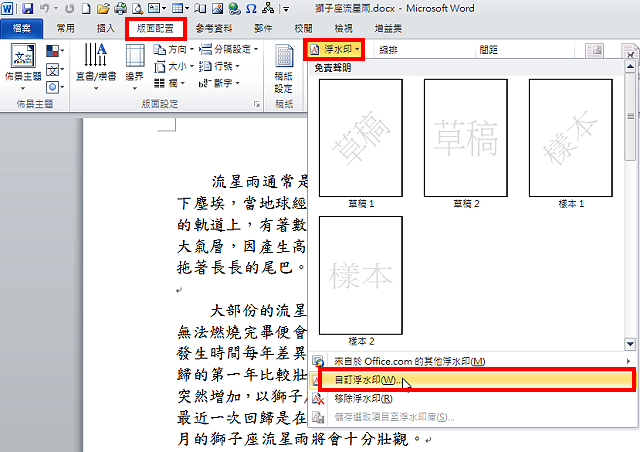 獅子座流星雨.docx - Microsoft Word
檔案 常用 插入 版面配置 參考資料 郵件 校閱 檢視 增益集
佈景主題
佈景主題
直書/橫書
邊界
方向
大小
欄
分隔設定
行號
斷字
版面設定
稿紙設定
稿紙
浮水印
縮排
間距
免責聲明
草稿
草稿 1
草稿
草稿 2
樣本
樣本 1
樣本
樣本 2
來自於 Office.com 的其他浮水印(M)
自訂浮水印(W)...
移除浮水印(R)
儲存選取項目至浮水印庫(S)...
流星雨通常是
下塵埃，當地球經
的軌道上，有著數
大氣層，因產生高
拖著長長的尾巴。
大部份的流星
無法燃燒完畢便會
發生時間每年差異
歸的第一年比較壯
突然增加，以獅子
最近一次回歸是在
月的獅子座流星雨將會十分壯觀。